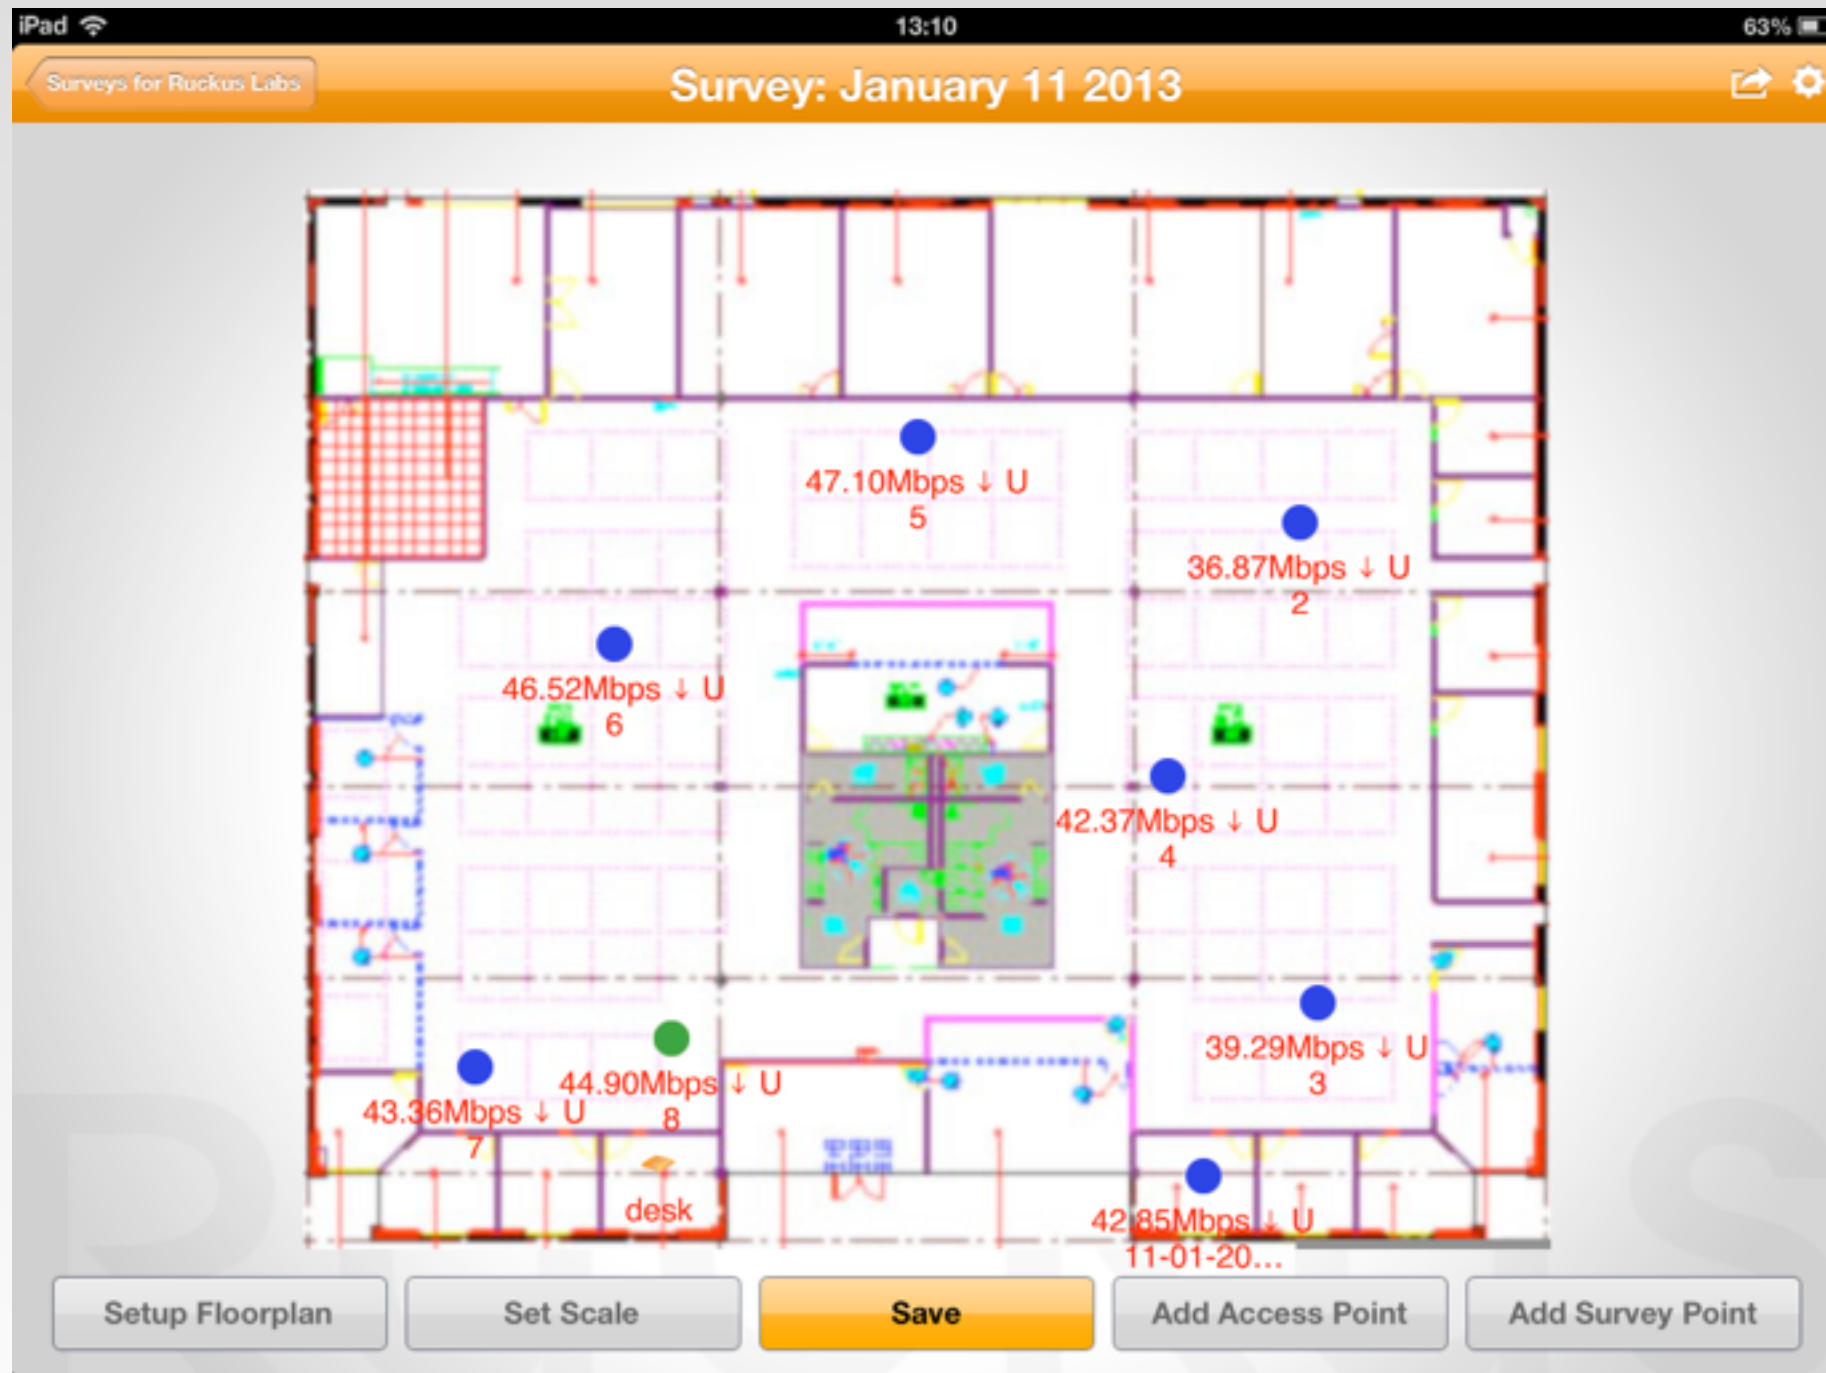 iPad 13:10 63%
Surveys for Ruckus Labs
Survey: January 11 2013
47.10Mbps ↓ U
5
36.87Mbps ↓ U
2
46.52Mbps ↓ U
6
42.37Mbps ↓ U
4
39.29Mbps ↓ U
3
44.90Mbps ↓ U
8
43.36Mbps ↓ U
7
desk
42.85Mbps ↓ U
11-01-20...
Setup Floorplan
Set Scale
Save
Add Access Point
Add Survey Point